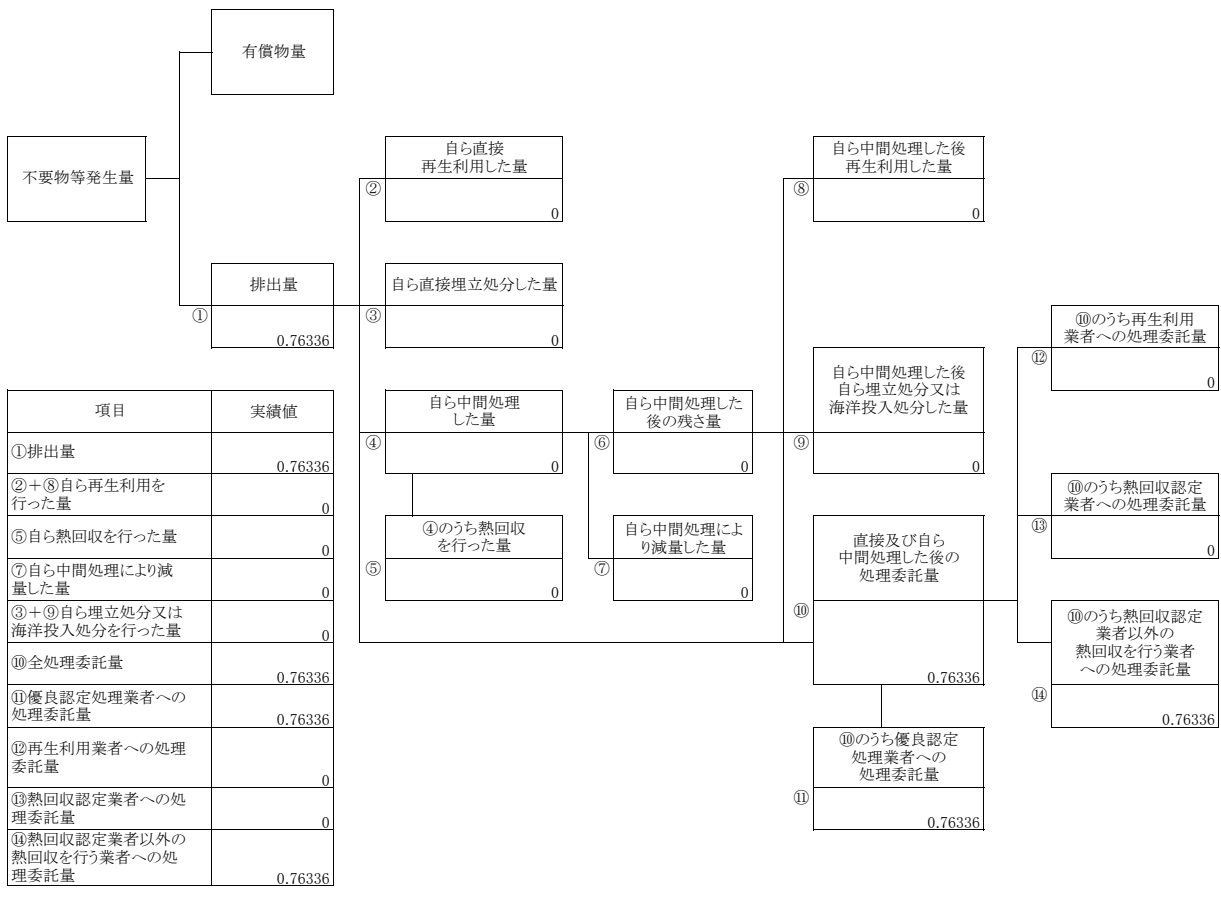 有償物量
不要物等発生量
自ら直接
再生利用した量
②
0
自ら中間処理した後
再生利用した量
⑧
0
排出量
①
0.76336
自ら直接埋立処分した量
③
0
⑩のうち再生利用
業者への処理委託量
⑫
0
自ら中間処理
した量
④
0
自ら中間処理した
後の残さ量
⑥
0
自ら中間処理した後
自ら埋立処分又は
海洋投入処分した量
⑨
0
⑩のうち熱回収認定
業者への処理委託量
⑬
0
④のうち熱回収
を行った量
⑤
0
自ら中間処理によ
り減量した量
⑦
0
直接及び自ら
中間処理した後の
処理委託量
⑩
0.76336
⑩のうち熱回収認定
業者以外の
熱回収を行う業者
への処理委託量
⑭
0.76336
⑩のうち優良認定
処理業者への
処理委託量
⑪
0.76336
項目 実績値
①排出量
0.76336
②＋⑧自ら再生利用を
行った量
0
⑤自ら熱回収を行った量
0
⑦自ら中間処理により減
量した量
0
③＋⑨自ら埋立処分又は
海洋投入処分を行った量
0
⑩全処理委託量
0.76336
⑪優良認定処理業者への
処理委託量
0.76336
⑫再生利用業者への処理
委託量
0
⑬熱回収認定業者への処
理委託量
0
⑭熱回収認定業者以外の
熱回収を行う業者への処
理委託量
0.76336